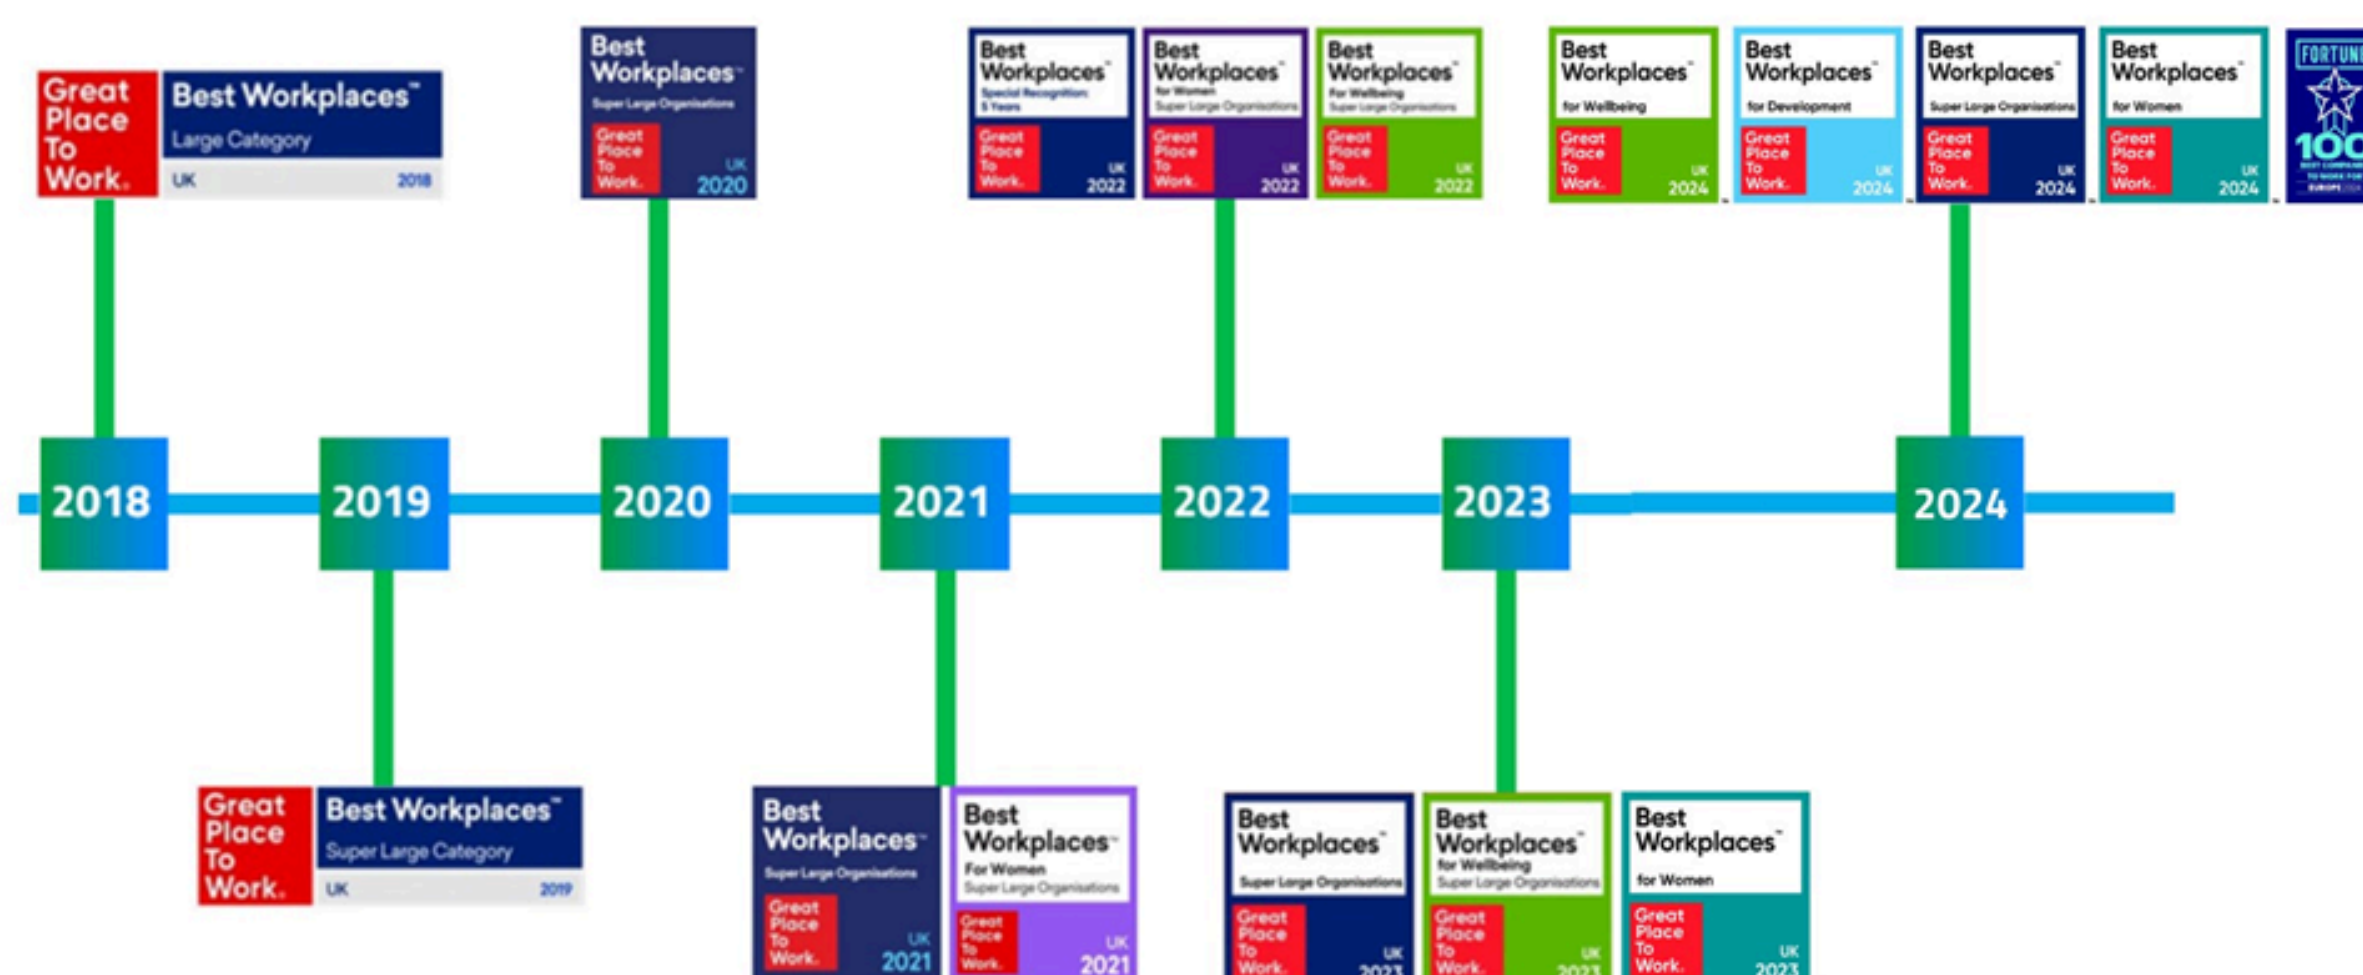 Great
Place
To
Work.
Best Workplaces™
Large Category
UK 2018
Best
Workplaces™
Super Large Organisations
Great
Place
To
Work.
UK
2020
Best
Workplaces™
Special Recognition:
5 Years
Great
Place
To
Work.
UK
2022
Best
Workplaces™
for Women
Super Large Organisations
Great
Place
To
Work.
UK
2022
Best
Workplaces™
For Wellbeing
Super Large Organisations
Great
Place
To
Work.
UK
2022
Best
Workplaces™
for Wellbeing
Great
Place
To
Work.
UK
2024
Best
Workplaces™
for Development
Great
Place
To
Work.
UK
2024
Best
Workplaces™
Super Large Organisations
Great
Place
To
Work.
UK
2024
Best
Workplaces™
for Women
Great
Place
To
Work.
UK
2024
100
EUROPE
2018 2019 2020 2021 2022 2023 2024
Great
Place
To
Work.
Best Workplaces™
Super Large Category
UK 2019
Best
Workplaces™
Super Large Organisations
Great
Place
To
Work.
UK
2021
Best
Workplaces™
For Women
Super Large Organisations
Great
Place
To
Work.
UK
2021
Best
Workplaces™
Super Large Organisations
Great
Place
To
Work.
UK
2023
Best
Workplaces™
for Wellbeing
Super Large Organisations
Great
Place
To
Work.
UK
2023
Best
Workplaces™
for Women
Great
Place
To
Work.
UK
2023